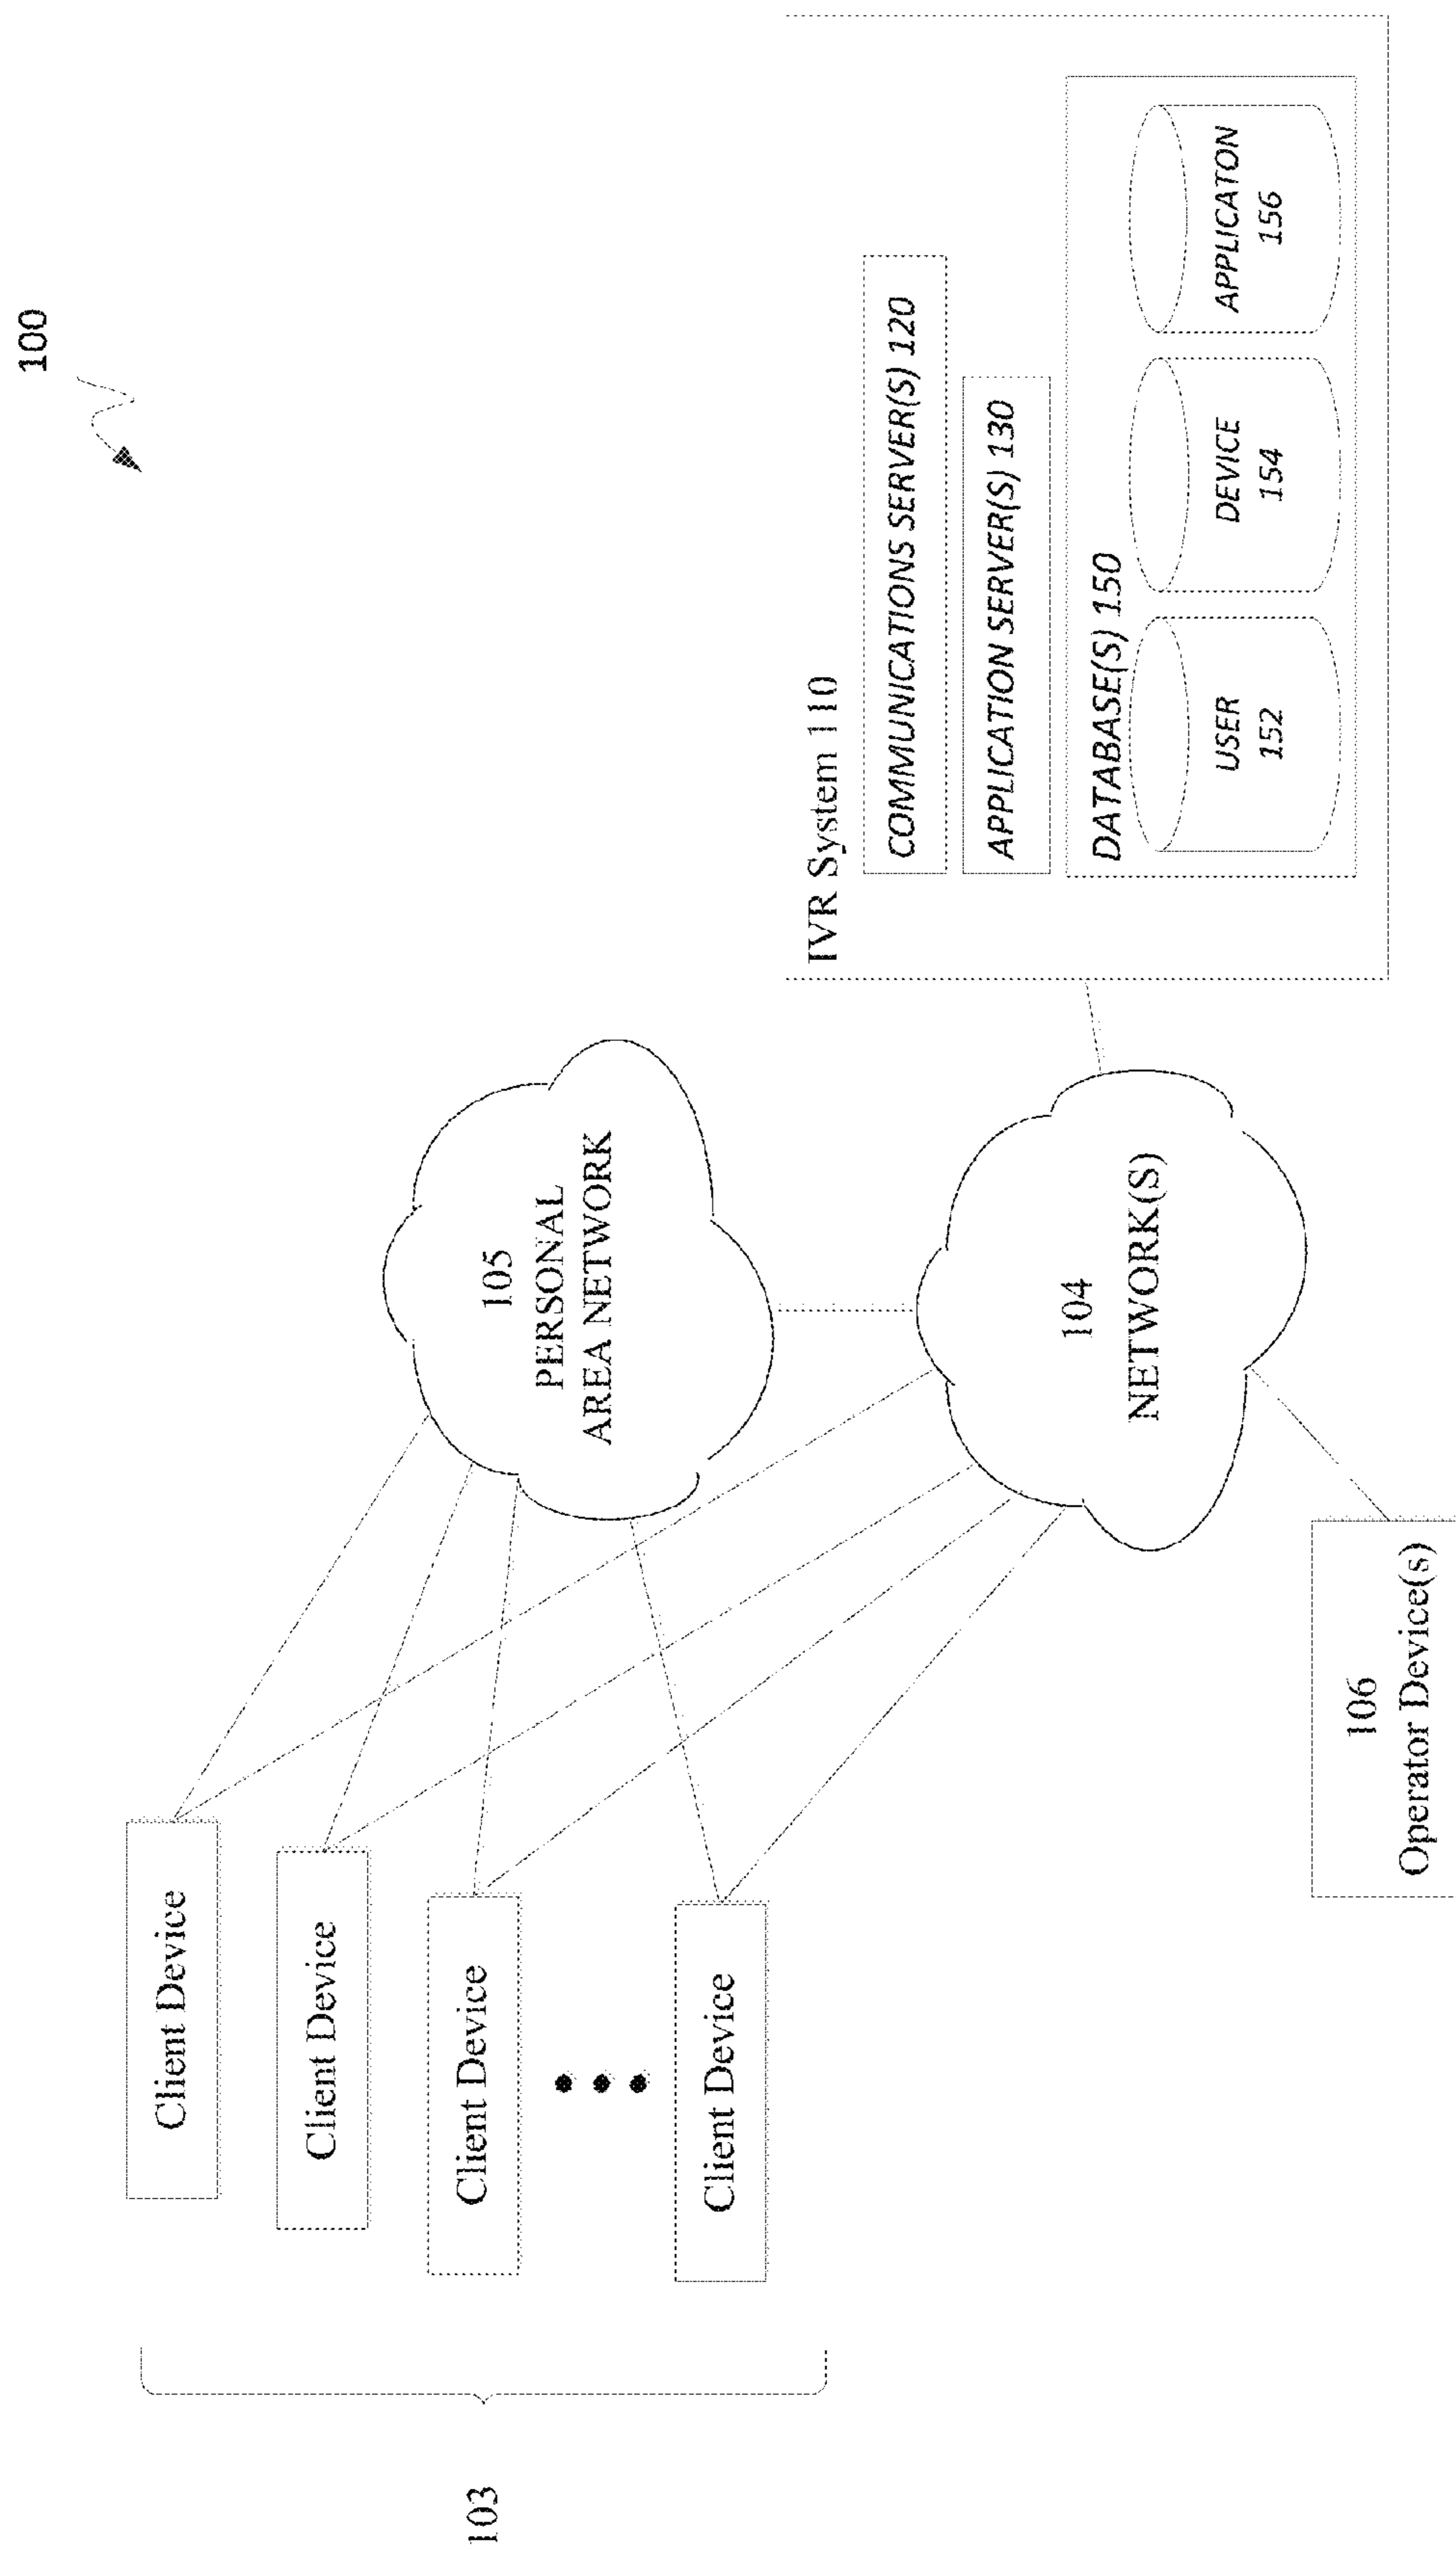 100
103
Client Device
Client Device
Client Device
Client Device
105
PERSONAL
AREA NETWORK
104
NETWORK(S)
106
Operator Device(s)
IVR System 110
COMMUNICATIONS SERVER(S) 120
APPLICATION SERVER(S) 130
DATABASE(S) 150
USER
152
DEVICE
154
APPLICATON
156